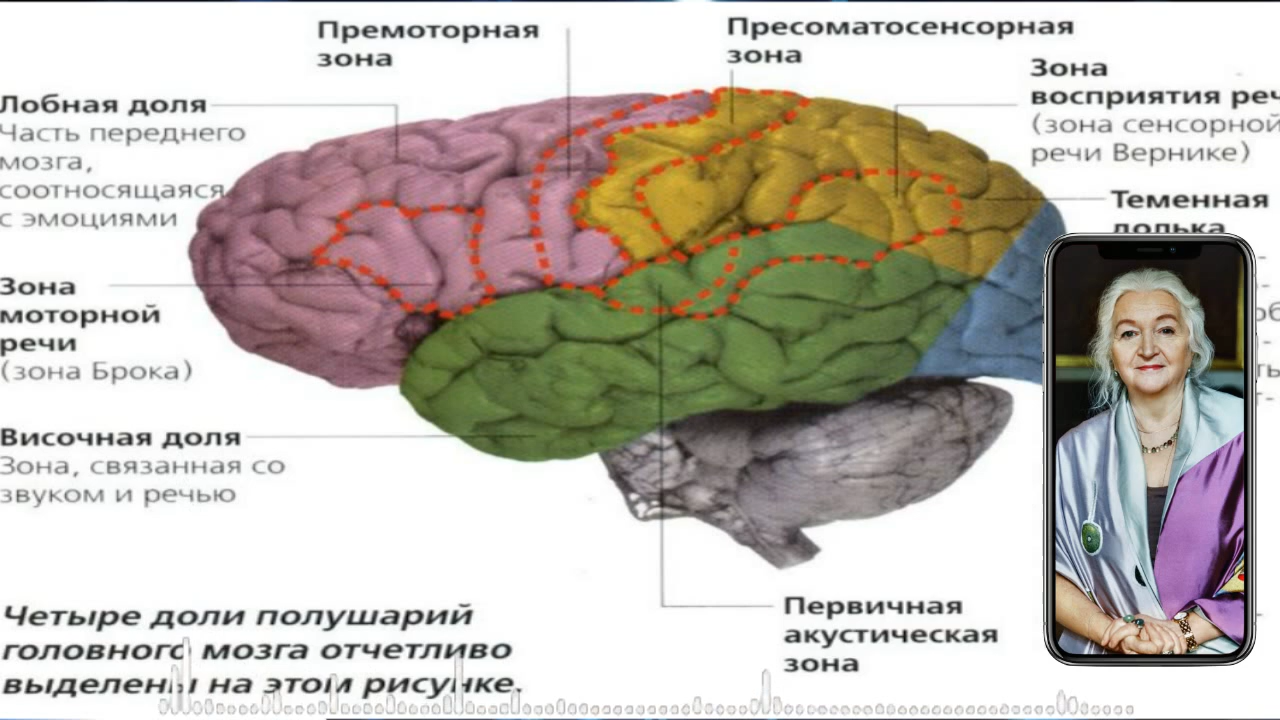 Премоторная
зона
Пресоматосенсорная
зона
Зона
восприятия реч
(зона сенсорной
речи Вернике)
Лобная доля
Часть переднего
мозга,
соотносящаяся
с эмоциями
Теменная
долька
Зона
моторной
речи
(зона Брока)
Височная доля
Зона, связанная со
звуком и речью
Первичная
акустическая
зона
Четыре доли полушарий
головного мозга отчетливо
выделены на этом рисунке.